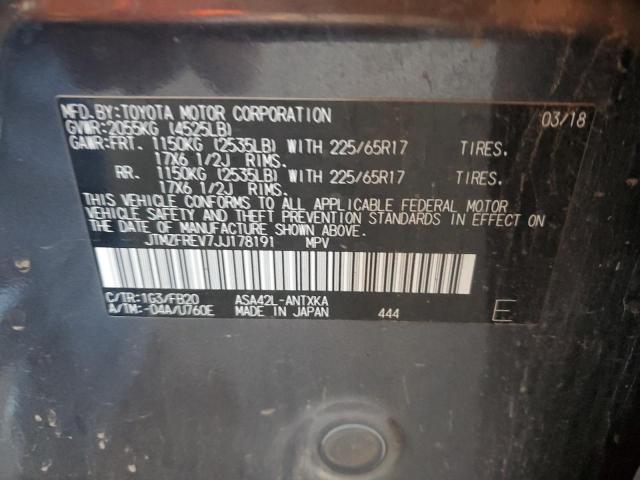 MFD.BY:TOYOTA MOTOR CORPORATION 03/18
GVWR:2055KG (4525LB)
GAWR:FRT. 1150KG (2535LB) WITH 225/65R17 TIRES.
17X6 1/2J RIMS.
RR. 1150KG (2535LB) WITH 225/65R17 TIRES.
17X6 1/2J RIMS.
THIS VEHICLE CONFORMS TO ALL APPLICABLE FEDERAL MOTOR
VEHICLE SAFETY AND THEFT PREVENTION STANDARDS IN EFFECT ON
THE DATE OF MANUFACTURE SHOWN ABOVE.
JTMZFREV7JJ178191 MPV
C/TR:1G3/FB20 ASA42L-ANTXKA
A/TM:-04A/U760E MADE IN JAPAN 444 E